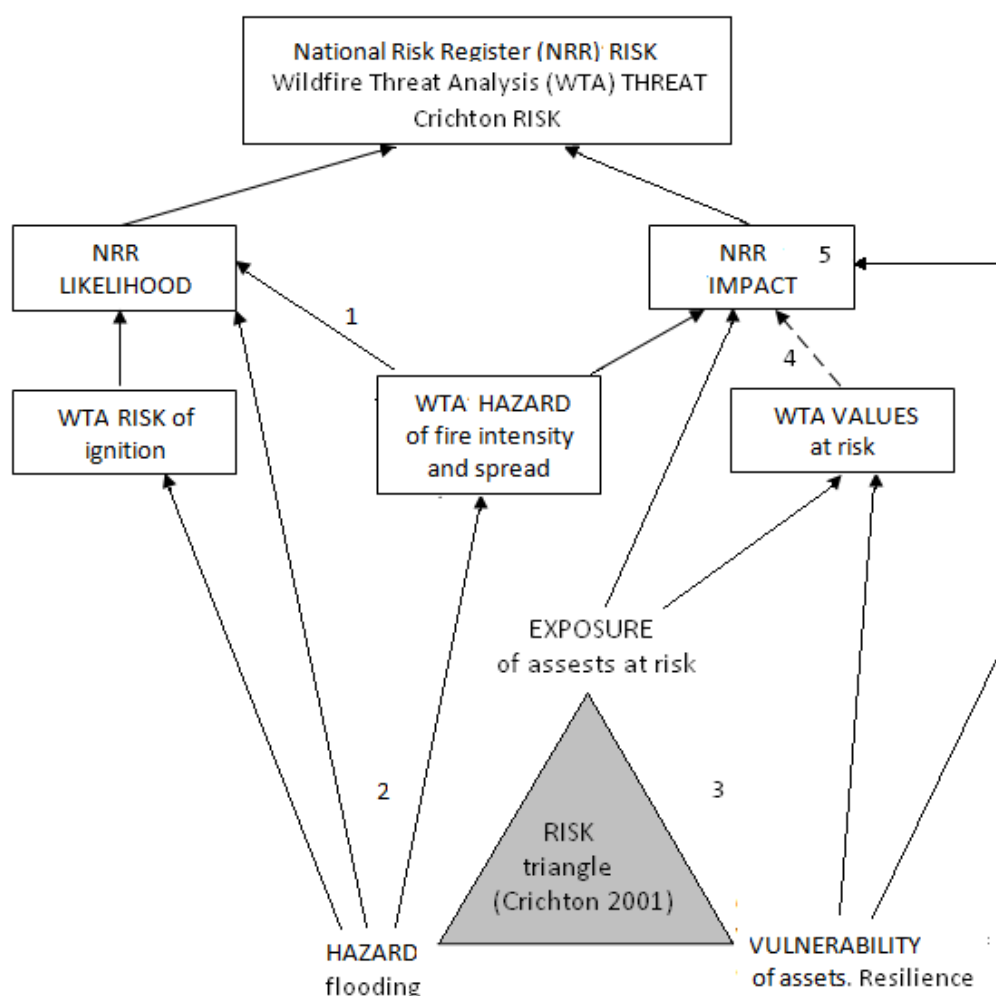 National Risk Register (NRR) RISK
Wildfire Threat Analysis (WTA) THREAT
Crichton RISK
NRR
LIKELIHOOD
NRR
IMPACT
5
1
4
WTA RISK of
ignition
WTA HAZARD
of fire intensity
and spread
WTA VALUES
at risk
EXPOSURE
of assests at risk
2
3
RISK
triangle
(Crichton 2001)
HAZARD
flooding
VULNERABILITY
of assets. Resilience